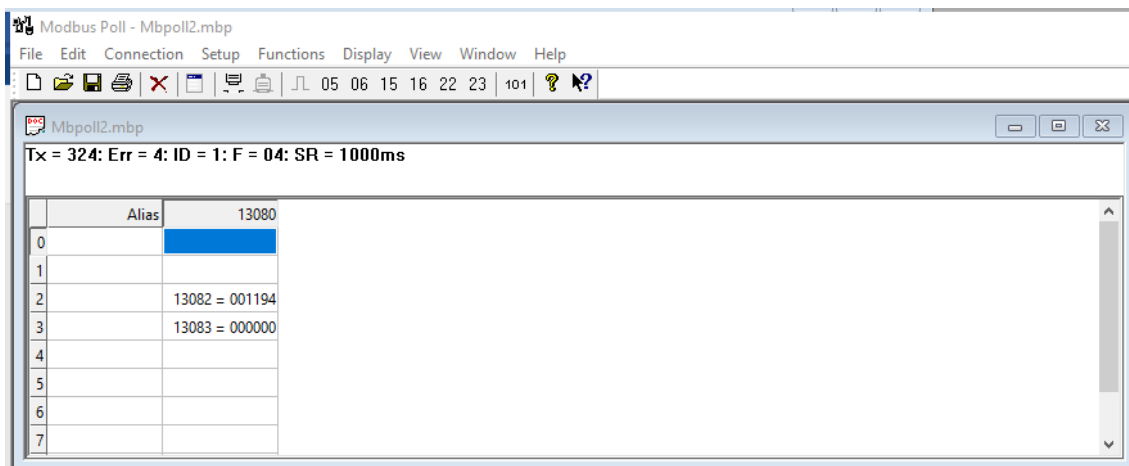 Modbus Poll - Mbpoll2.mbp
File Edit Connection Setup Functions Display View Window Help
05 06 15 16 22 23 101
DOC Mbpoll2.mbp
Tx = 324: Err = 4: ID = 1: F = 04: SR = 1000ms
Alias 13080
0
1
2 13082 = 001194
3 13083 = 000000
4
5
6
7